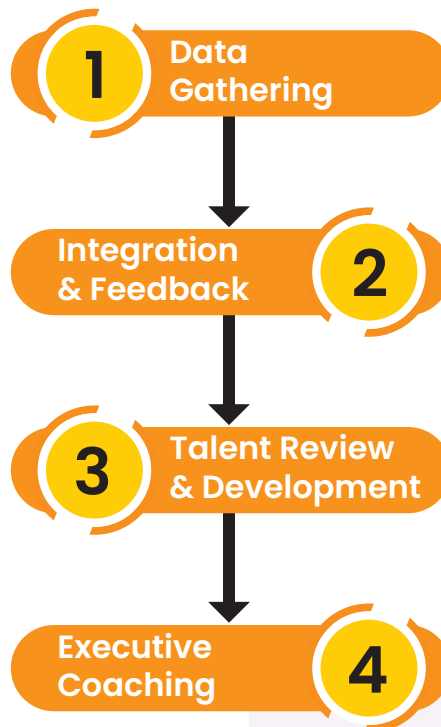 1
Data
Gathering
Integration
& Feedback
2
3
Talent Review
& Development
Executive
Coaching
4